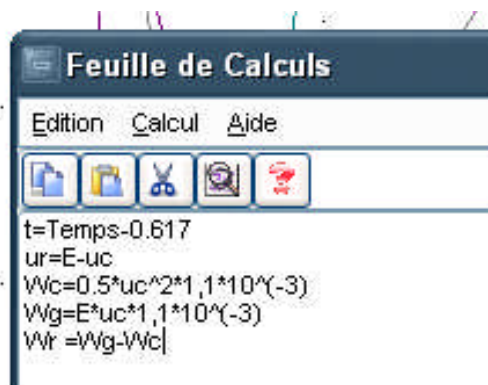 Feuille de Calculs
Edition Calcul Aide
t=Temps-0.617
ur=E-uc
Wc=0.5*uc^2*1,1*10^(-3)
Wg=E*uc*1,1*10^(-3)
Wr =Wg-Wc